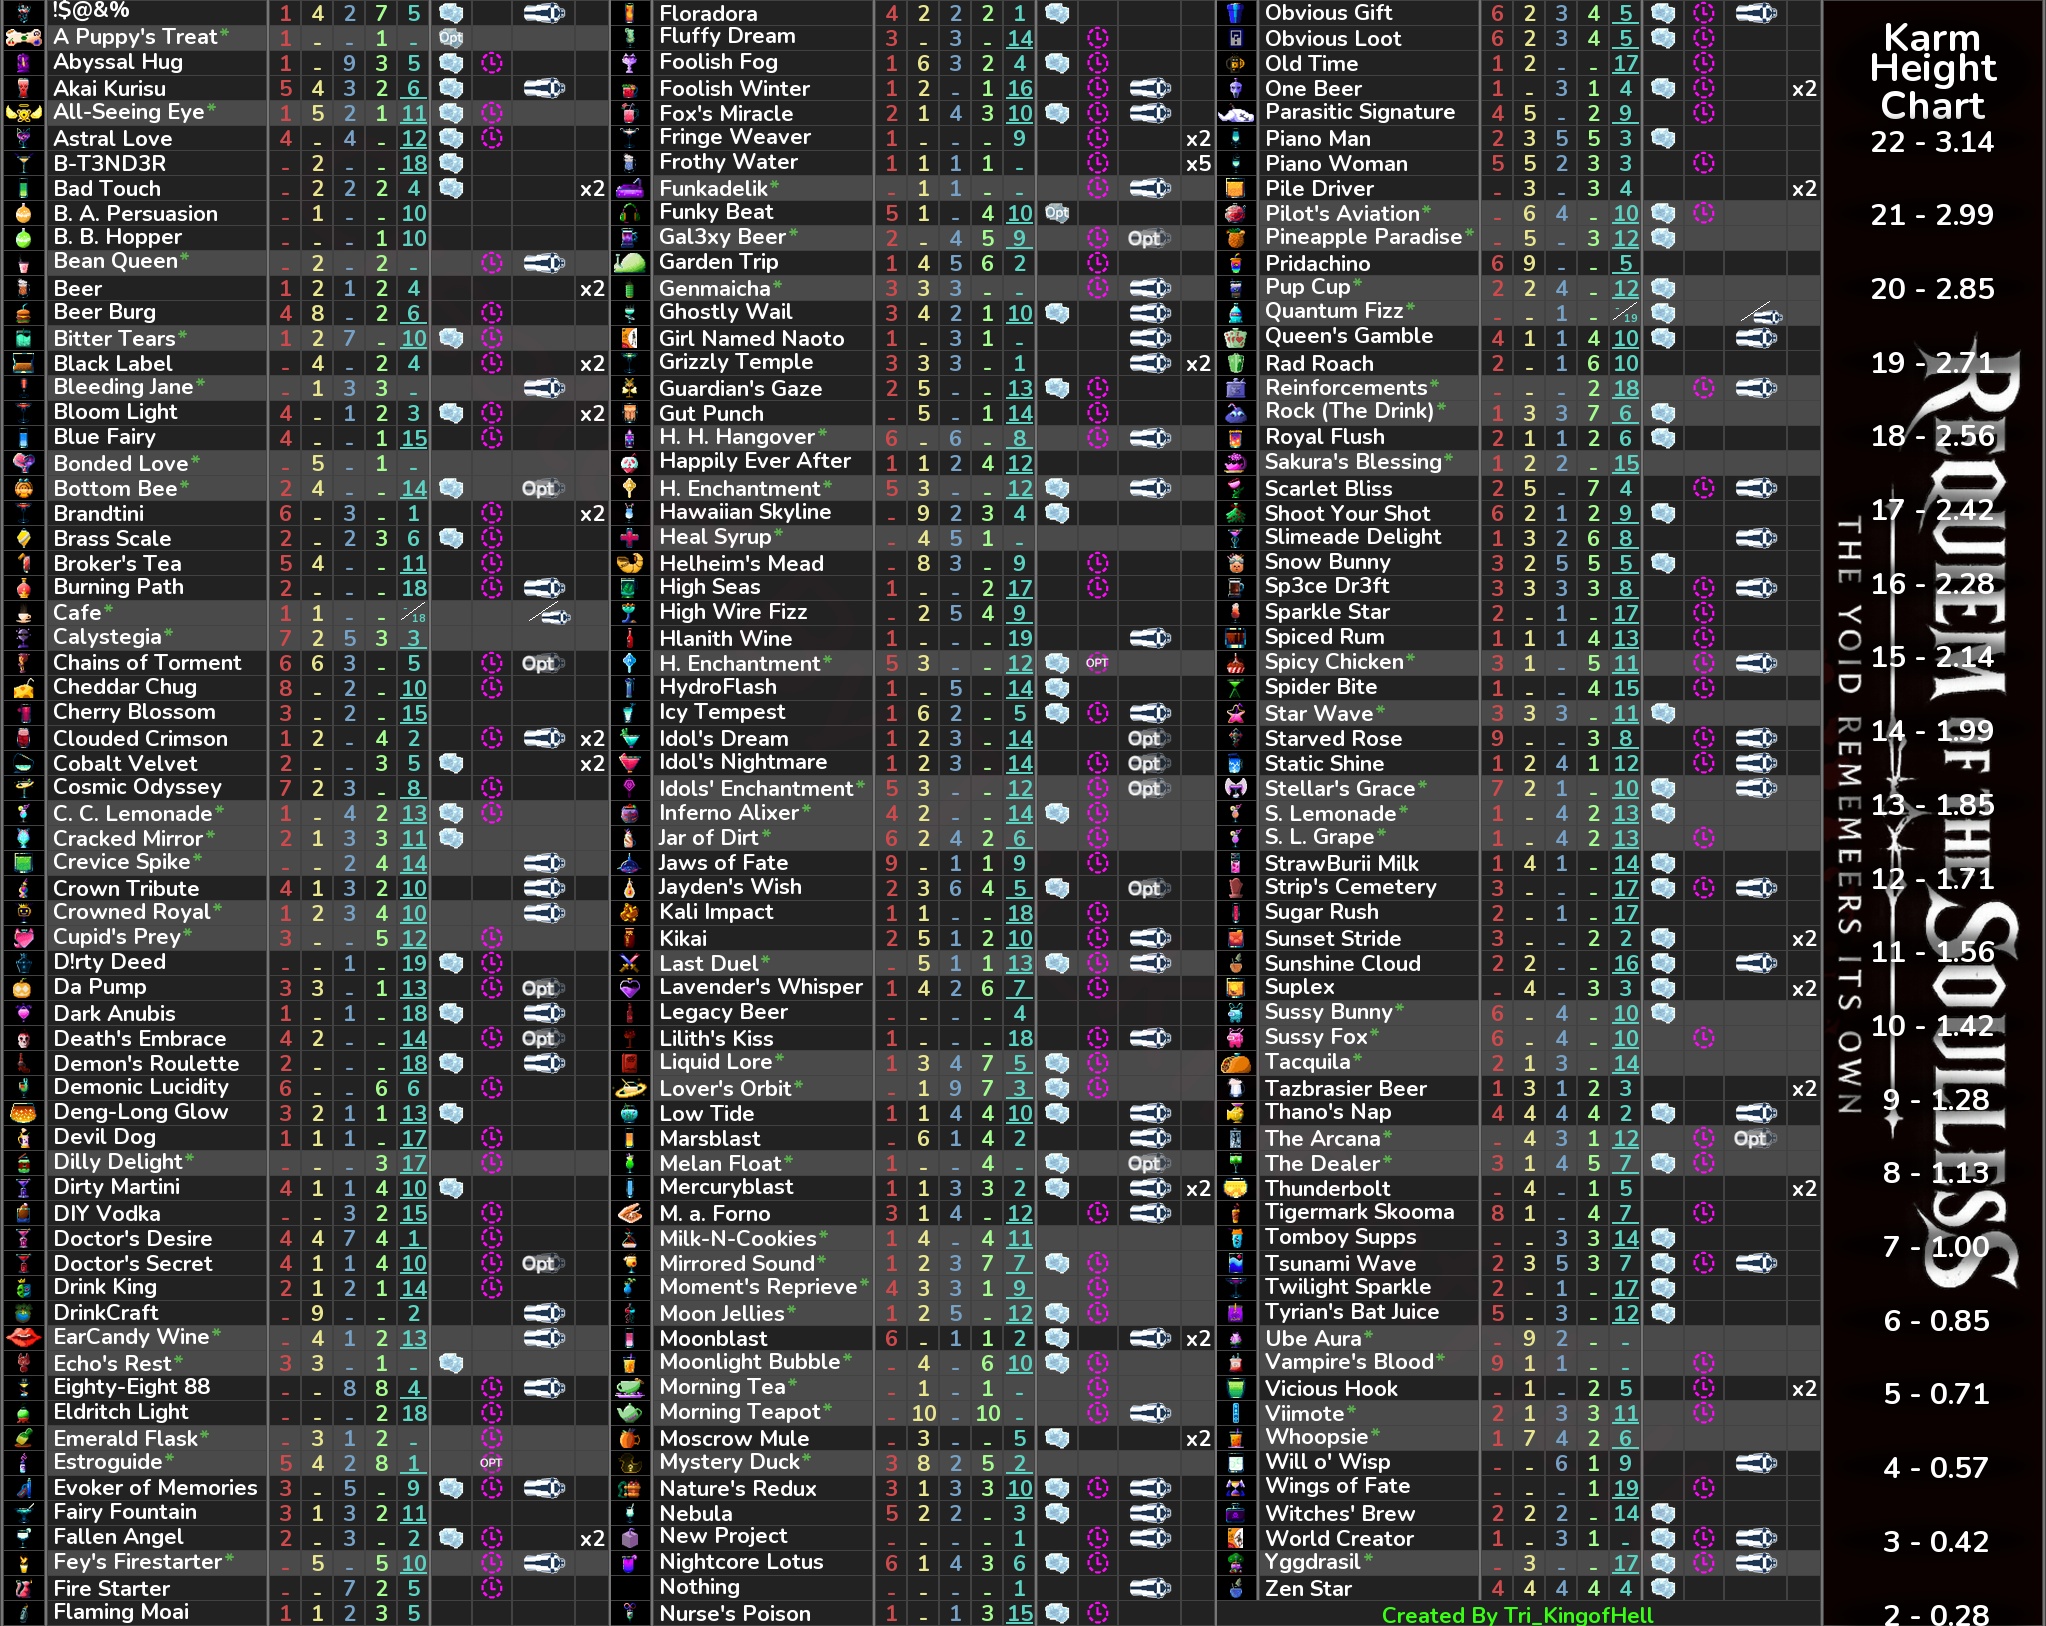 !$@&% 1 4 2 7 5
A Puppy's Treat* 1 - - 1 - Opt
Abyssal Hug 1 - 9 3 5
Akai Kurisu 5 4 3 2 6
All-Seeing Eye* 1 5 2 1 11
Astral Love 4 - 4 - 12
B-T3ND3R - 2 - - 18
Bad Touch - 2 2 2 4 x2
B. A. Persuasion - 1 - - 10
B. B. Hopper - - - 1 10
Bean Queen* - 2 - 2 -
Beer 1 2 1 2 4 x2
Beer Burg 4 8 - 2 6
Bitter Tears* 1 2 7 - 10
Black Label - 4 - 2 4 x2
Bleeding Jane* - 1 3 3 -
Bloom Light 4 - 1 2 3 x2
Blue Fairy 4 - - 1 15
Bonded Love* - 5 - 1 -
Bottom Bee* 2 4 - - 14 Opt
Brandtini 6 - 3 - 1 x2
Brass Scale 2 - 2 3 6
Broker's Tea 5 4 - - 11
Burning Path 2 - - - 18
Cafe* 1 1 - - -/18
Calystegia* 7 2 5 3 3
Chains of Torment 6 6 3 - 5 Opt
Cheddar Chug 8 - 2 - 10
Cherry Blossom 3 - 2 - 15
Clouded Crimson 1 2 - 4 2 x2
Cobalt Velvet 2 - - 3 5 x2
Cosmic Odyssey 7 2 3 - 8
C. C. Lemonade* 1 - 4 2 13
Cracked Mirror* 2 1 3 3 11
Crevice Spike* - - 2 4 14
Crown Tribute 4 1 3 2 10
Crowned Royal* 1 2 3 4 10
Cupid's Prey* 3 - - 5 12
D!rty Deed - - 1 - 19
Da Pump 3 3 - 1 13 Opt
Dark Anubis 1 - 1 - 18
Death's Embrace 4 2 - - 14 Opt
Demon's Roulette 2 - - - 18
Demonic Lucidity 6 - - 6 6
Deng-Long Glow 3 2 1 1 13
Devil Dog 1 1 1 - 17
Dilly Delight* - - - 3 17
Dirty Martini 4 1 1 4 10
DIY Vodka - - 3 2 15
Doctor's Desire 4 4 7 4 1
Doctor's Secret 4 1 1 4 10 Opt
Drink King 2 1 2 1 14
DrinkCraft - 9 - - 2
EarCandy Wine* - 4 1 2 13
Echo's Rest* 3 3 - 1 -
Eighty-Eight 88 - - 8 8 4
Eldritch Light - - - 2 18
Emerald Flask* - 3 1 2 -
Estroguide* 5 4 2 8 1 OPT
Evoker of Memories 3 - 5 - 9
Fairy Fountain 3 1 3 2 11
Fallen Angel 2 - 3 - 2 x2
Fey's Firestarter* - 5 - 5 10
Fire Starter - - 7 2 5
Flaming Moai 1 1 2 3 5
Floradora 4 2 2 2 1
Fluffy Dream 3 - 3 - 14
Foolish Fog 1 6 3 2 4
Foolish Winter 1 2 - 1 16
Fox's Miracle 2 1 4 3 10
Fringe Weaver 1 - - - 9 x2
Frothy Water 1 1 1 1 - x5
Funkadelik* - 1 1 - -
Funky Beat 5 1 - 4 10 Opt
Gal3xy Beer* 2 - 4 5 9 Opt
Garden Trip 1 4 5 6 2
Genmaicha* 3 3 3 - -
Ghostly Wail 3 4 2 1 10
Girl Named Naoto 1 - 3 1 -
Grizzly Temple 3 3 3 - 1 x2
Guardian's Gaze 2 5 - - 13
Gut Punch - 5 - 1 14
H. H. Hangover* 6 - 6 - 8
Happily Ever After 1 1 2 4 12
H. Enchantment* 5 3 - - 12
Hawaiian Skyline - 9 2 3 4
Heal Syrup* - 4 5 1 -
Helheim's Mead - 8 3 - 9
High Seas 1 - - 2 17
High Wire Fizz - 2 5 4 9
Hlanith Wine 1 - - - 19
H. Enchantment* 5 3 - - 12 OPT
HydroFlash 1 - 5 - 14
Icy Tempest 1 6 2 - 5
Idol's Dream 1 2 3 - 14 Opt
Idol's Nightmare 1 2 3 - 14 Opt
Idols' Enchantment* 5 3 - - 12 Opt
Inferno Alixer* 4 2 - - 14
Jar of Dirt* 6 2 4 2 6
Jaws of Fate 9 - 1 1 9
Jayden's Wish 2 3 6 4 5 Opt
Kali Impact 1 1 - - 18
Kikai 2 5 1 2 10
Last Duel* - 5 1 1 13
Lavender's Whisper 1 4 2 6 7
Legacy Beer - - - - 4
Lilith's Kiss 1 - - - 18
Liquid Lore* 1 3 4 7 5
Lover's Orbit* - 1 9 7 3
Low Tide 1 1 4 4 10
Marsblast - 6 1 4 2
Melan Float* 1 - - 4 - Opt
Mercuryblast 1 1 3 3 2 x2
M. a. Forno 3 1 4 - 12
Milk-N-Cookies* 1 4 - 4 11
Mirrored Sound* 1 2 3 7 7
Moment's Reprieve* 4 3 3 1 9
Moon Jellies* 1 2 5 - 12
Moonblast 6 - 1 1 2 x2
Moonlight Bubble* - 4 - 6 10
Morning Tea* - 1 - 1 -
Morning Teapot* - 10 - 10 -
Moscrow Mule - 3 - - 5 x2
Mystery Duck* 3 8 2 5 2
Nature's Redux 3 1 3 3 10
Nebula 5 2 2 - 3
New Project - - - - 1
Nightcore Lotus 6 1 4 3 6
Nothing - - - - 1
Nurse's Poison 1 - 1 3 15
Obvious Gift 6 2 3 4 5
Obvious Loot 6 2 3 4 5
Old Time 1 2 - - 17
One Beer 1 - 3 1 4 x2
Parasitic Signature 4 5 - 2 9
Piano Man 2 3 5 5 3
Piano Woman 5 5 2 3 3
Pile Driver - 3 - 3 4 x2
Pilot's Aviation* - 6 4 - 10
Pineapple Paradise* - 5 - 3 12
Pridachino 6 9 - - 5
Pup Cup* 2 2 4 - 12
Quantum Fizz* - - 1 - -/19
Queen's Gamble 4 1 1 4 10
Rad Roach 2 - 1 6 10
Reinforcements* - - - 2 18
Rock (The Drink)* 1 3 3 7 6
Royal Flush 2 1 1 2 6
Sakura's Blessing* 1 2 2 - 15
Scarlet Bliss 2 5 - 7 4
Shoot Your Shot 6 2 1 2 9
Slimeade Delight 1 3 2 6 8
Snow Bunny 3 2 5 5 5
Sp3ce Dr3ft 3 3 3 3 8
Sparkle Star 2 - 1 - 17
Spiced Rum 1 1 1 4 13
Spicy Chicken* 3 1 - 5 11
Spider Bite 1 - - 4 15
Star Wave* 3 3 3 - 11
Starved Rose 9 - - 3 8
Static Shine 1 2 4 1 12
Stellar's Grace* 7 2 1 - 10
S. Lemonade* 1 - 4 2 13
S. L. Grape* 1 - 4 2 13
StrawBurii Milk 1 4 1 - 14
Strip's Cemetery 3 - - - 17
Sugar Rush 2 - 1 - 17
Sunset Stride 3 - - 2 2 x2
Sunshine Cloud 2 2 - - 16
Suplex - 4 - 3 3 x2
Sussy Bunny* 6 - 4 - 10
Sussy Fox* 6 - 4 - 10
Tacquila* 2 1 3 - 14
Tazbrasier Beer 1 3 1 2 3 x2
Thano's Nap 4 4 4 4 2
The Arcana* - 4 3 1 12 Opt
The Dealer* 3 1 4 5 7
Thunderbolt - 4 - 1 5 x2
Tigermark Skooma 8 1 - 4 7
Tomboy Supps - - 3 3 14
Tsunami Wave 2 3 5 3 7
Twilight Sparkle 2 - 1 - 17
Tyrian's Bat Juice 5 - 3 - 12
Ube Aura* - 9 2 - -
Vampire's Blood* 9 1 1 - -
Vicious Hook - 1 - 2 5 x2
Viimote* 2 1 3 3 11
Whoopsie* 1 7 4 2 6
Will o' Wisp - - 6 1 9
Wings of Fate - - - 1 19
Witches' Brew 2 2 2 - 14
World Creator 1 - 3 1 -
Yggdrasil* - 3 - - 17
Zen Star 4 4 4 4 4
Created By Tri_KingofHell
Karm
Height
Chart
22 - 3.14
21 - 2.99
20 - 2.85
19 - 2.71
18 - 2.56
17 - 2.42
16 - 2.28
15 - 2.14
14 - 1.99
13 - 1.85
12 - 1.71
11 - 1.56
10 - 1.42
9 - 1.28
8 - 1.13
7 - 1.00
6 - 0.85
5 - 0.71
4 - 0.57
3 - 0.42
2 - 0.28
REQUIEM OF THE SOULLESS
THE VOID REMEMBERS ITS OWN